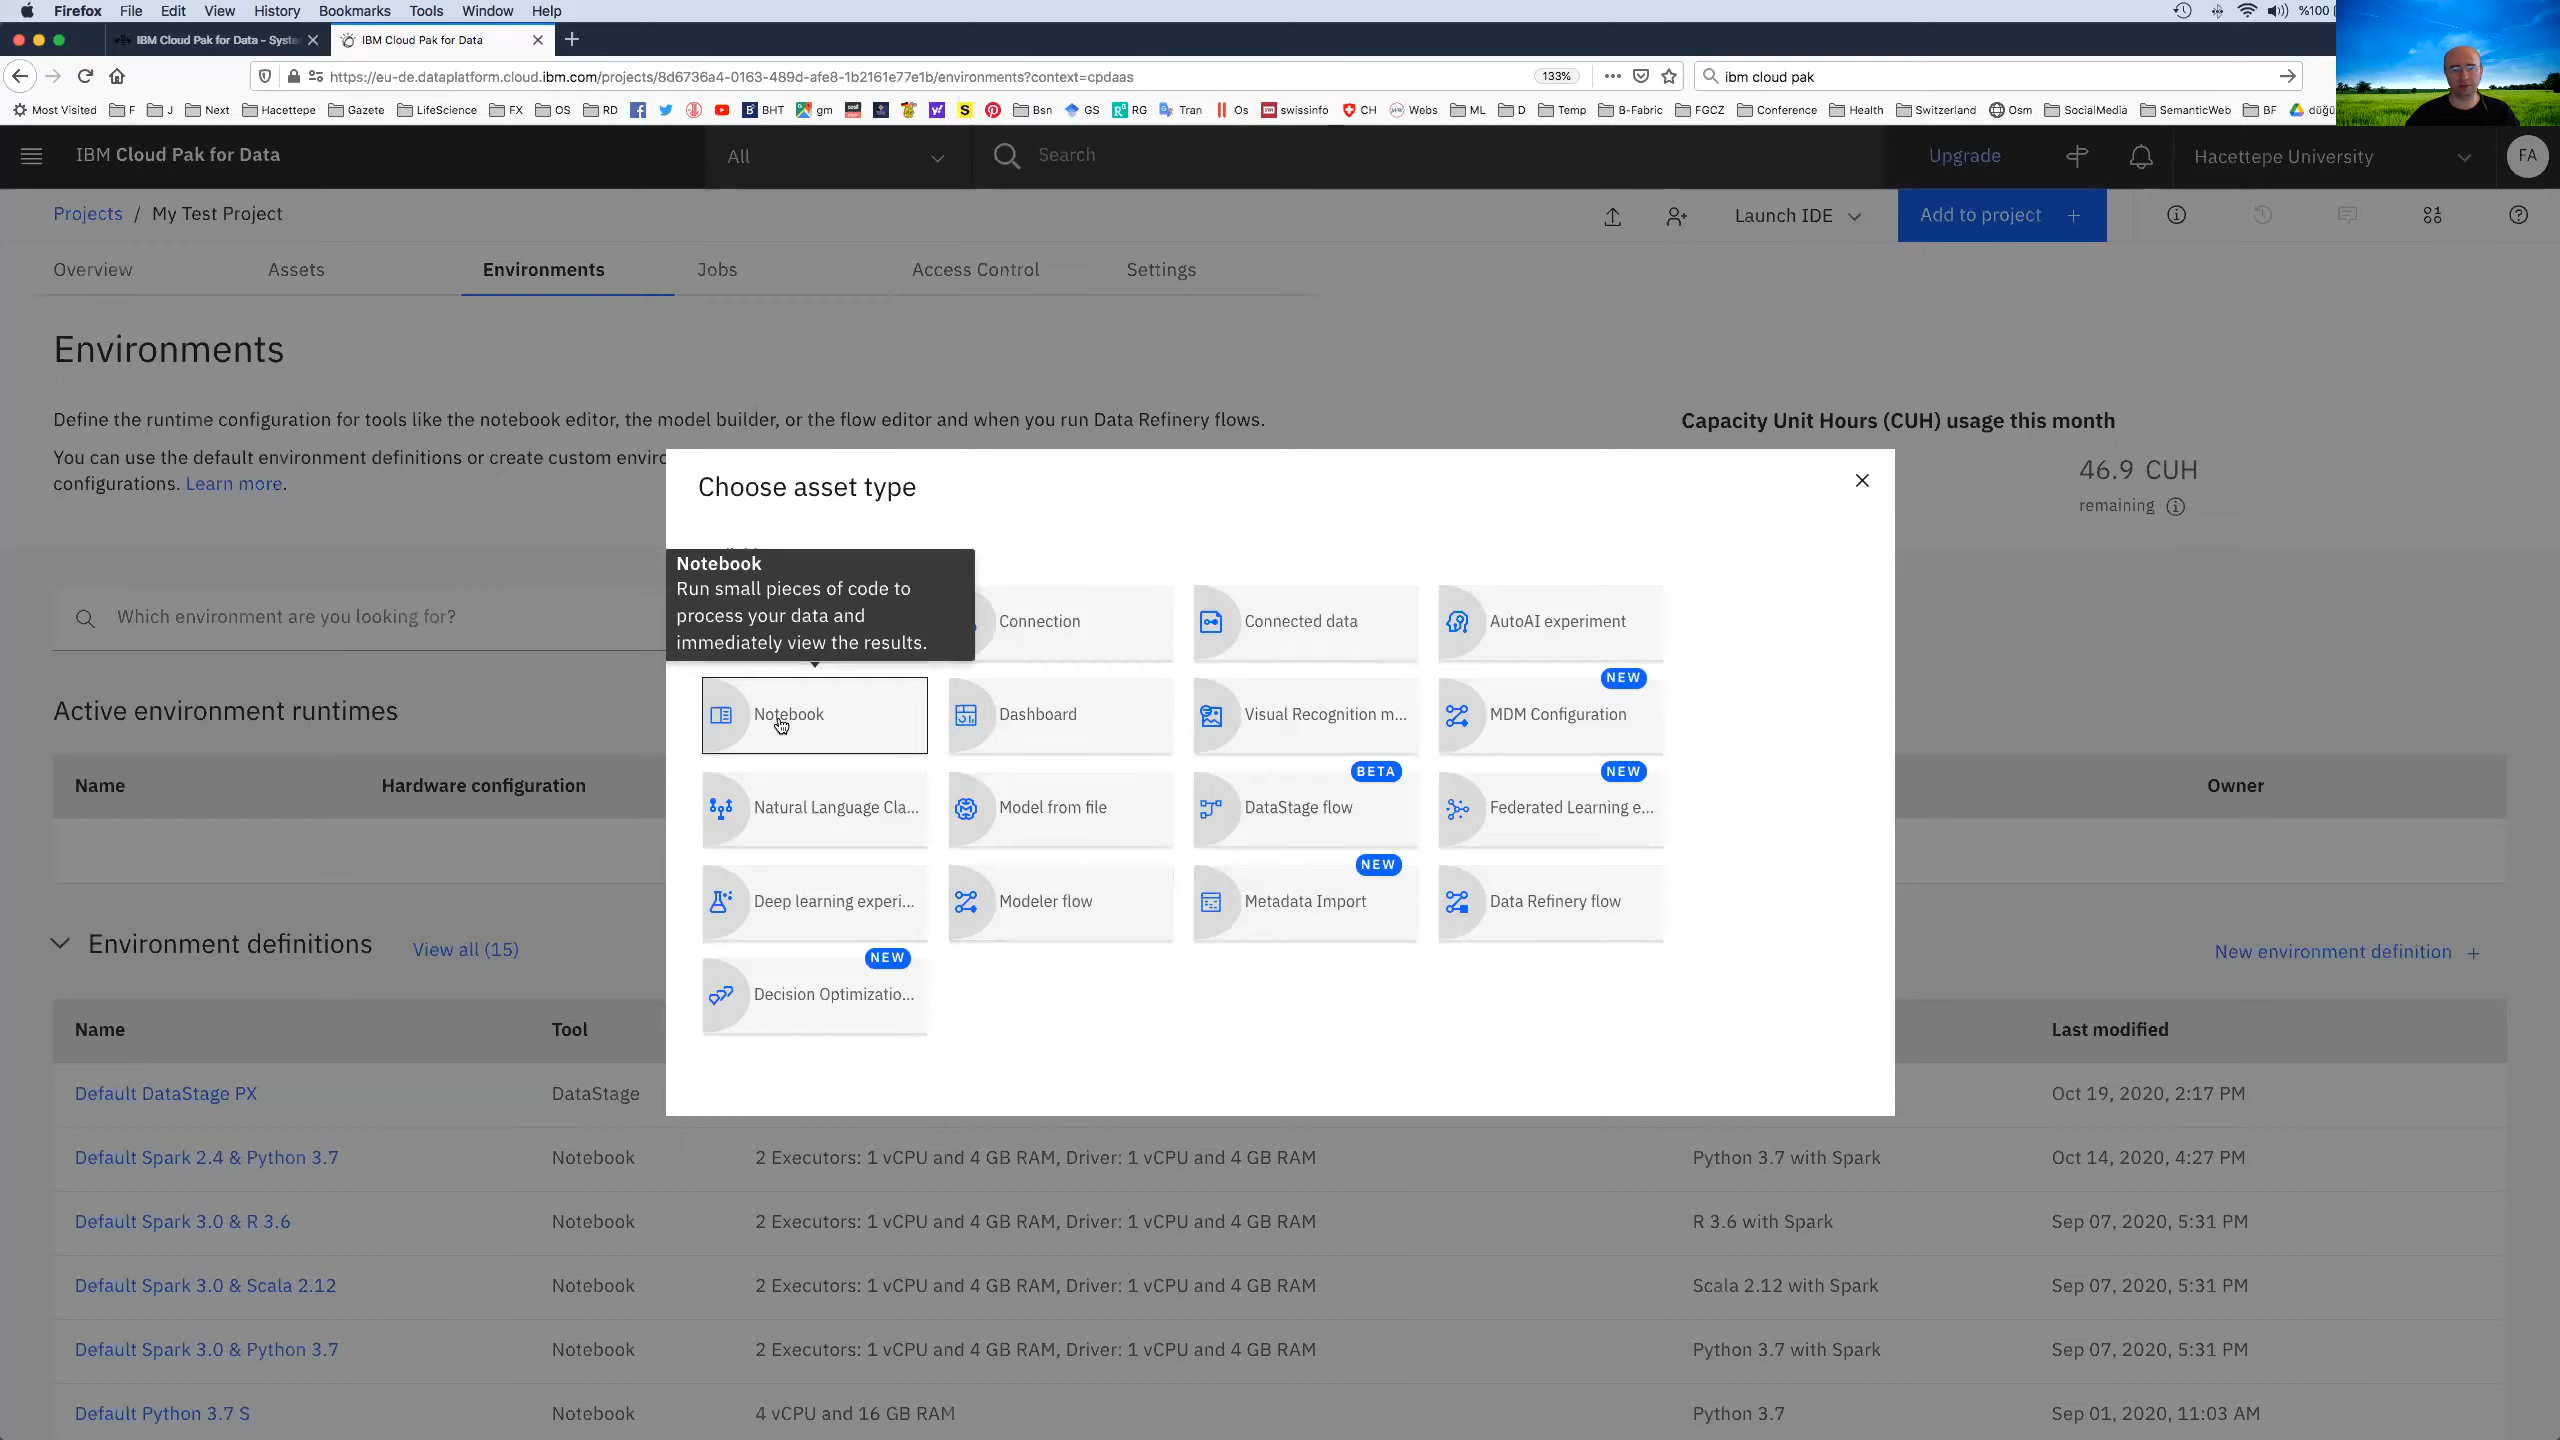 Firefox File Edit View History Bookmarks Tools Window Help %100
IBM Cloud Pak for Data - Syste
IBM Cloud Pak for Data
https://eu-de.dataplatform.cloud.ibm.com/projects/8d6736a4-0163-489d-afe8-1b2161e77e1b/environments?context=cpdaas 133% ibm cloud pak
Most Visited F J Next Hacettepe Gazete LifeScience FX OS RD BHT gm Bsn GS RG Tran Os swissinfo CH Webs ML D Temp B-Fabric FGCZ Conference Health Switzerland Osm SocialMedia SemanticWeb BF düğü
IBM Cloud Pak for Data All Search Upgrade Hacettepe University FA
Projects / My Test Project Launch IDE Add to project +
Overview Assets Environments Jobs Access Control Settings
Environments
Define the runtime configuration for tools like the notebook editor, the model builder, or the flow editor and when you run Data Refinery flows.
You can use the default environment definitions or create custom enviro
configurations. Learn more.
Capacity Unit Hours (CUH) usage this month
46.9 CUH
remaining
Choose asset type
Which environment are you looking for?
Notebook
Run small pieces of code to
process your data and
immediately view the results.
Connection Connected data AutoAI experiment
NEW
Notebook Dashboard Visual Recognition m... MDM Configuration
BETA NEW
Natural Language Cla... Model from file DataStage flow Federated Learning e...
NEW
Deep learning experi... Modeler flow Metadata Import Data Refinery flow
NEW
Decision Optimizatio...
Active environment runtimes
Name Hardware configuration Owner
Environment definitions View all (15) New environment definition +
Name Tool Last modified
Default DataStage PX DataStage Oct 19, 2020, 2:17 PM
Default Spark 2.4 & Python 3.7 Notebook 2 Executors: 1 vCPU and 4 GB RAM, Driver: 1 vCPU and 4 GB RAM Python 3.7 with Spark Oct 14, 2020, 4:27 PM
Default Spark 3.0 & R 3.6 Notebook 2 Executors: 1 vCPU and 4 GB RAM, Driver: 1 vCPU and 4 GB RAM R 3.6 with Spark Sep 07, 2020, 5:31 PM
Default Spark 3.0 & Scala 2.12 Notebook 2 Executors: 1 vCPU and 4 GB RAM, Driver: 1 vCPU and 4 GB RAM Scala 2.12 with Spark Sep 07, 2020, 5:31 PM
Default Spark 3.0 & Python 3.7 Notebook 2 Executors: 1 vCPU and 4 GB RAM, Driver: 1 vCPU and 4 GB RAM Python 3.7 with Spark Sep 07, 2020, 5:31 PM
Default Python 3.7 S Notebook 4 vCPU and 16 GB RAM Python 3.7 Sep 01, 2020, 11:03 AM